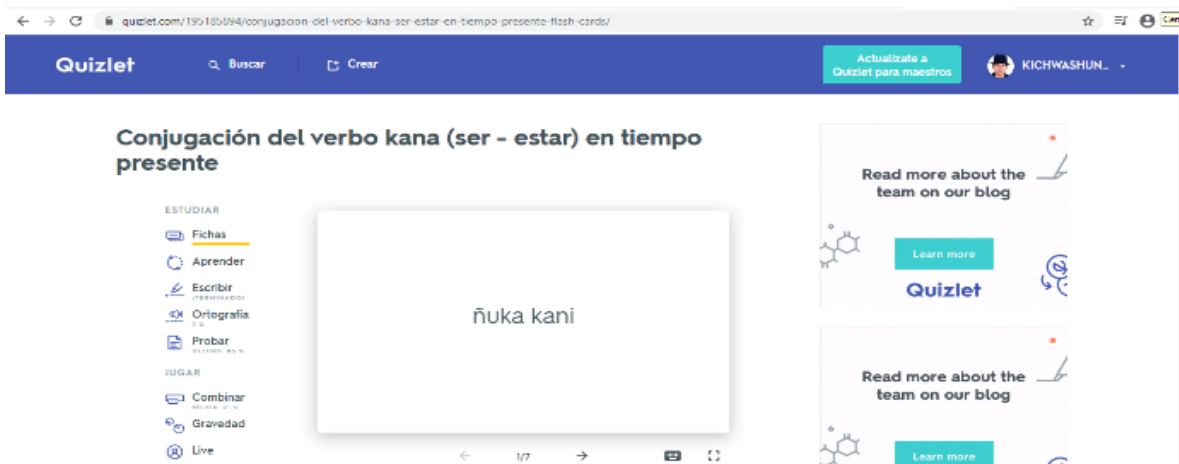 quizlet.com/195185894/conjugacion-del-verbo-kana-ser-estar-en-tiempo-presente-flash-cards/
Quizlet
Buscar
Crear
Actualízate a
Quizlet para maestros
KICHWASHUN...
Conjugación del verbo kana (ser - estar) en tiempo
presente
ESTUDIAR
Fichas
Aprender
Escribir
¡TERMINADO!
Ortografía
Probar
JUGAR
Combinar
Gravedad
Live
ñuka kani
1/7
Read more about the
team on our blog
Learn more
Quizlet
Read more about the
team on our blog
Learn more